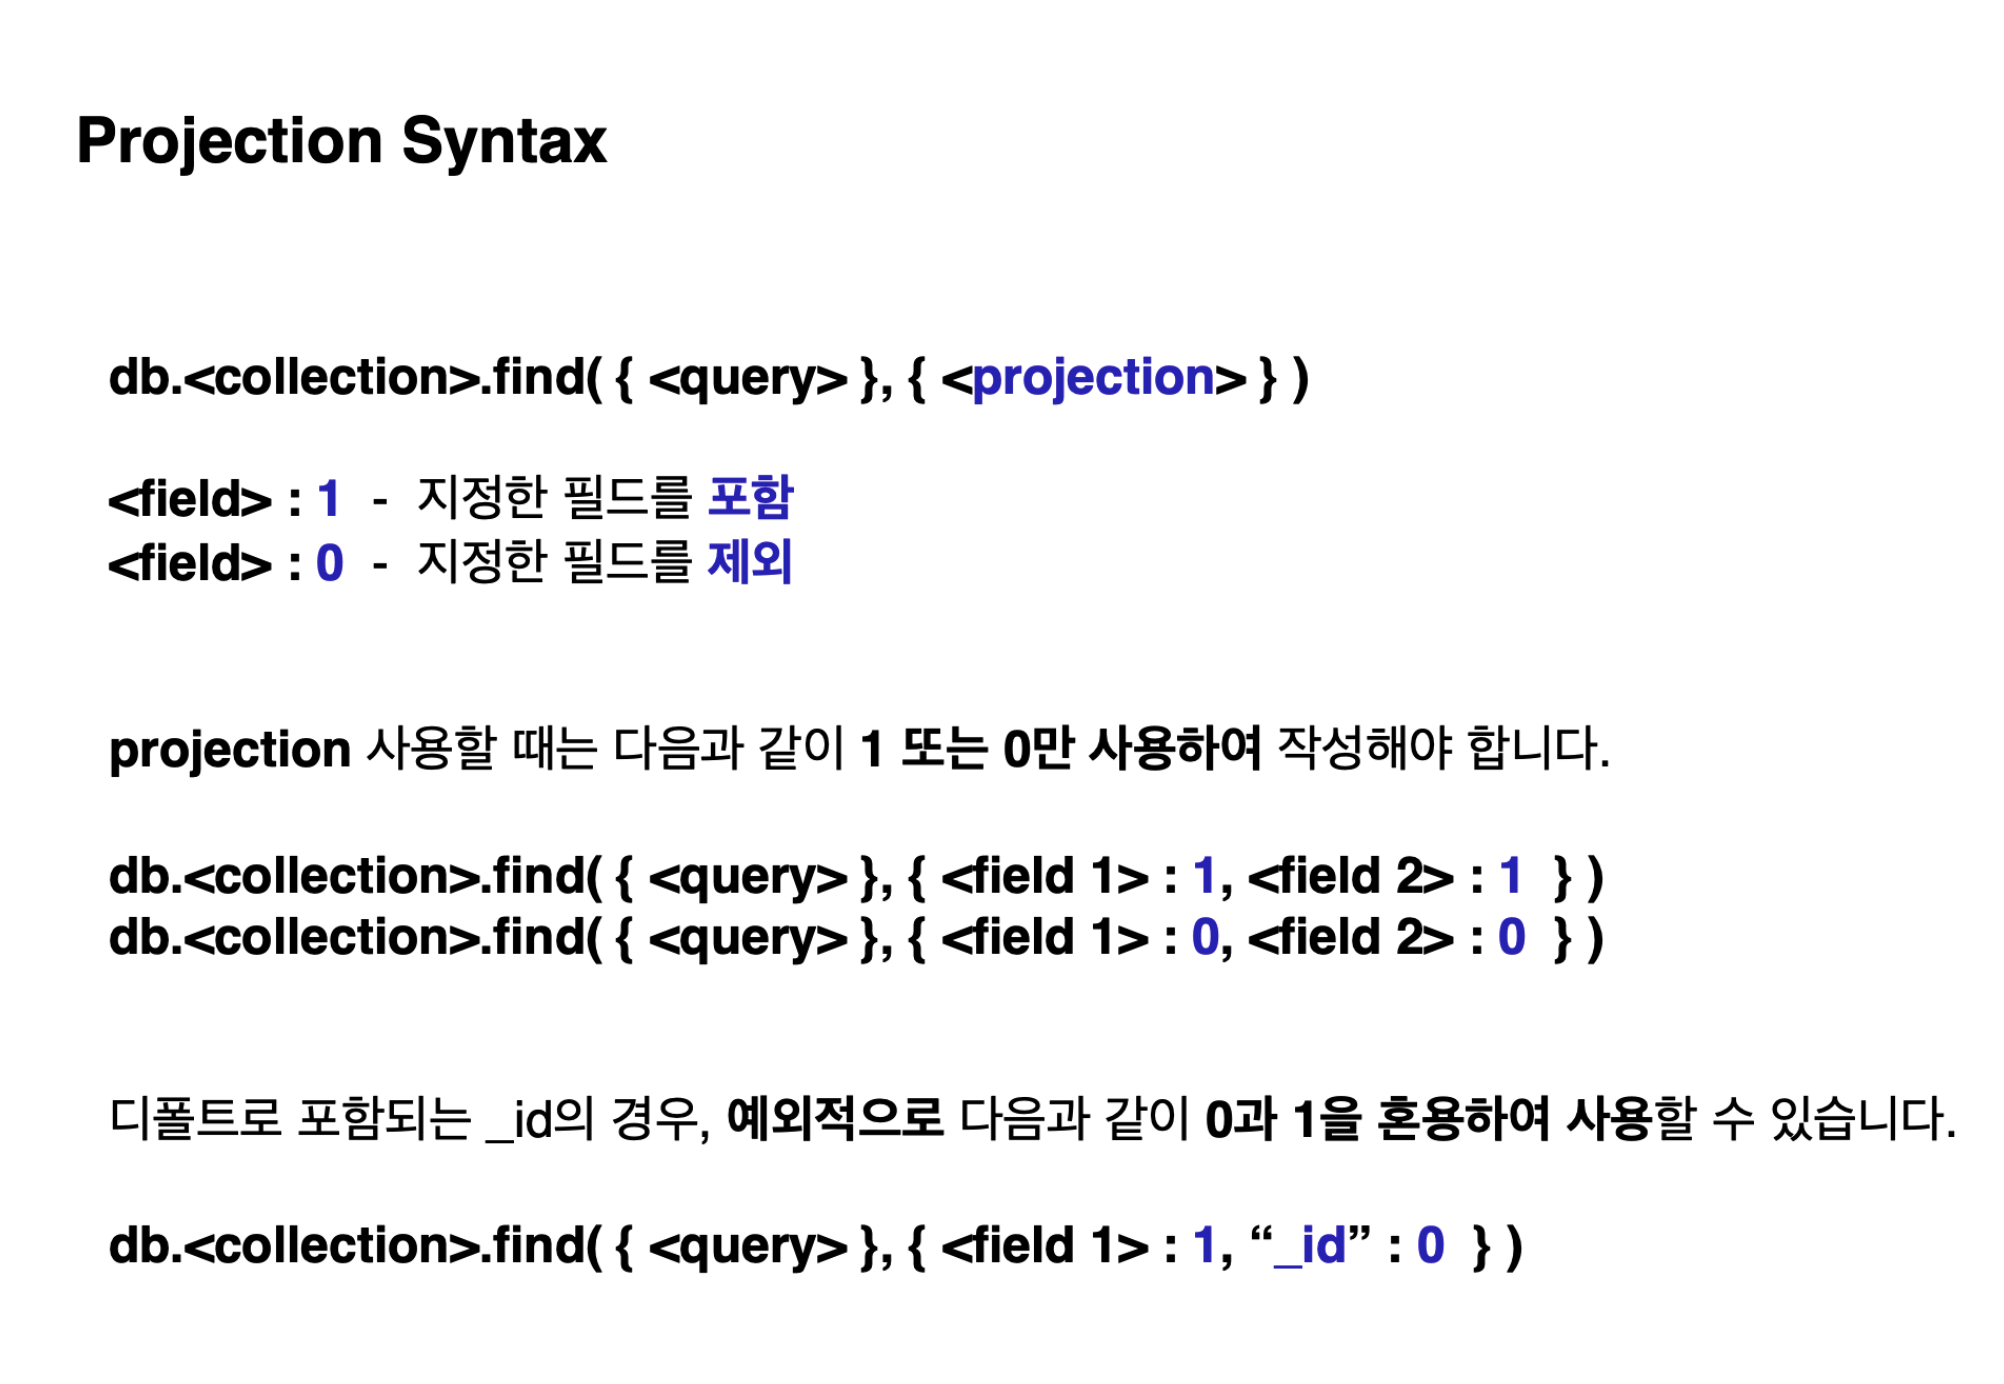 Projection Syntax
db.<collection>.find( { <query> }, { <projection> } )
<field> : 1 - 지정한 필드를 포함
<field> : 0 - 지정한 필드를 제외
projection 사용할 때는 다음과 같이 1 또는 0만 사용하여 작성해야 합니다.
db.<collection>.find( { <query> }, { <field 1> : 1, <field 2> : 1 } )
db.<collection>.find( { <query> }, { <field 1> : 0, <field 2> : 0 } )
디폴트로 포함되는 _id의 경우, 예외적으로 다음과 같이 0과 1을 혼용하여 사용할 수 있습니다.
db.<collection>.find( { <query> }, { <field 1> : 1, “_id” : 0 } )